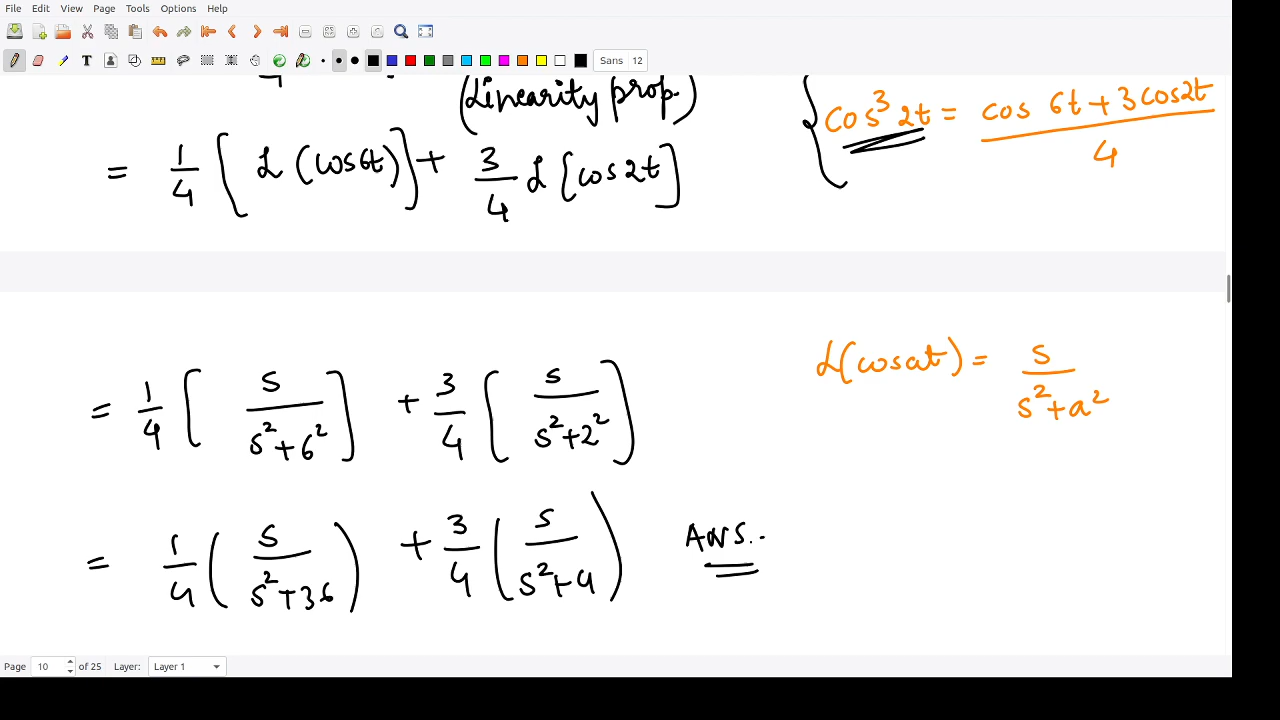 File Edit View Page Tools Options Help
T Sans 12
4
(Linearity prop.)
= 1/4 [ L (cos6t)] + 3/4 L [cos2t]
cos³ 2t = (cos 6t + 3cos2t)/4
= 1/4 [ s/(s²+6²) ] + 3/4 [ s/(s²+2²) ]
L(cosat) = s/(s²+a²)
= 1/4 ( s/(s²+36) ) + 3/4 ( s/(s²+4) ) Ans..
Page 10 of 25 Layer: Layer 1